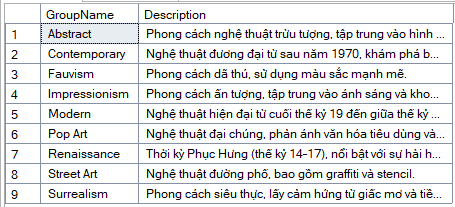 GroupName Description
1 Abstract Phong cách nghệ thuật trừu tượng, tập trung vào hình ...
2 Contemporary Nghệ thuật đương đại từ sau năm 1970, khám phá b...
3 Fauvism Phong cách dã thú, sử dụng màu sắc mạnh mẽ.
4 Impressionism Phong cách ấn tượng, tập trung vào ánh sáng và kho...
5 Modern Nghệ thuật hiện đại từ cuối thế kỷ 19 đến giữa thế kỷ ...
6 Pop Art Nghệ thuật đại chúng, phản ánh văn hóa tiêu dùng và...
7 Renaissance Thời kỳ Phục Hưng (thế kỷ 14-17), nổi bật với sự hài h...
8 Street Art Nghệ thuật đường phố, bao gồm graffiti và stencil.
9 Surrealism Phong cách siêu thực, lấy cảm hứng từ giấc mơ và tiề...